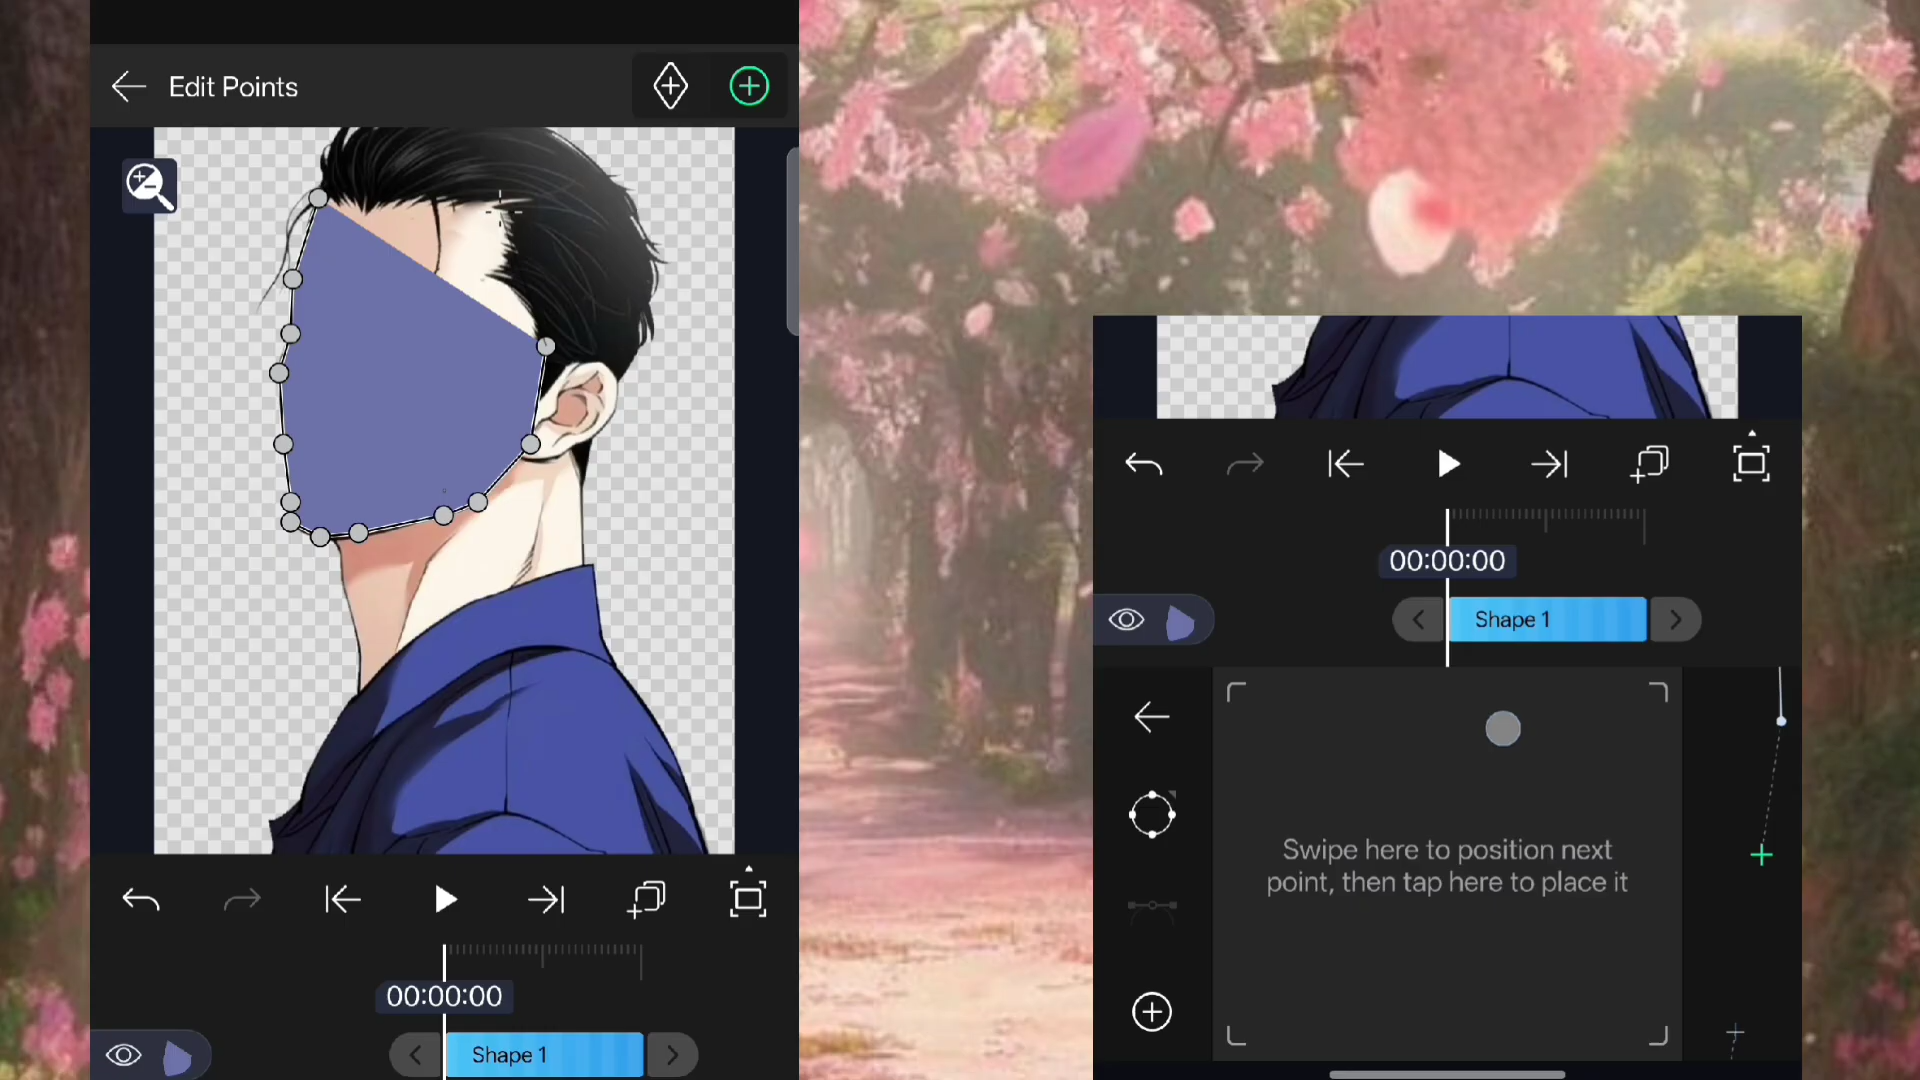 Edit Points
00:00:00
Shape 1
00:00:00
Shape 1
Swipe here to position next
point, then tap here to place it